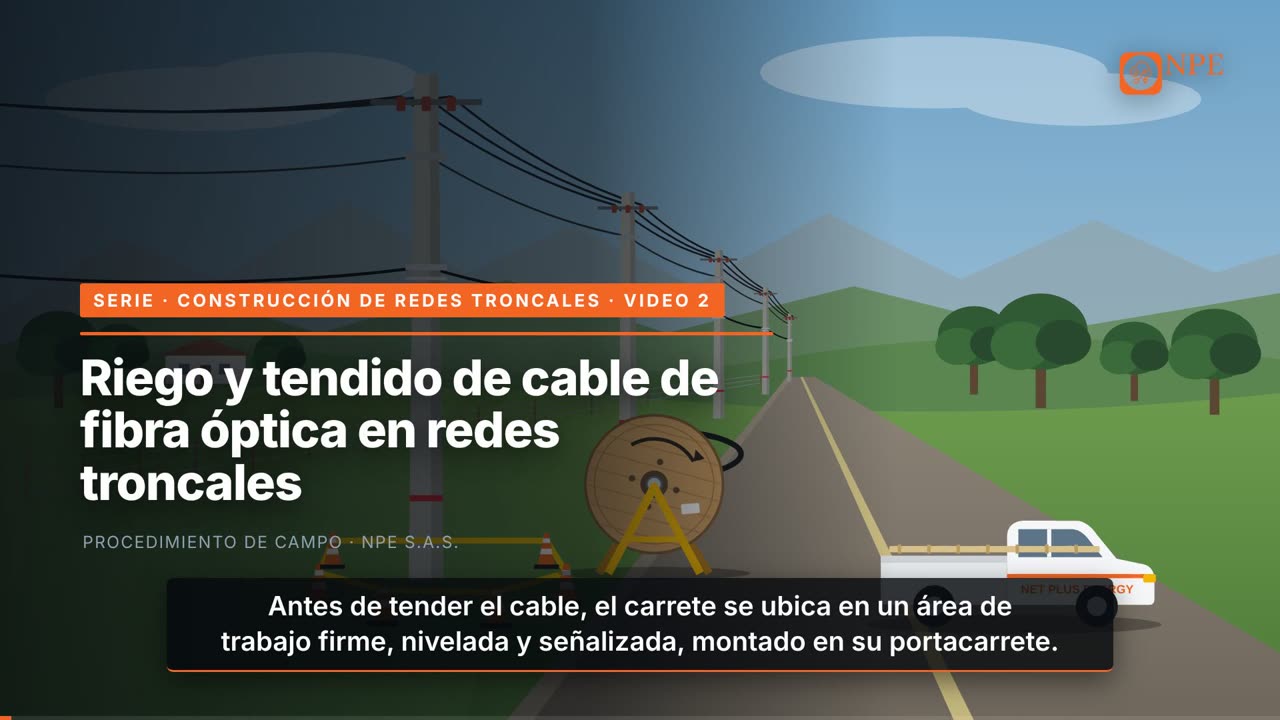 NPE
SERIE · CONSTRUCCIÓN DE REDES TRONCALES · VIDEO 2
Riego y tendido de cable de
fibra óptica en redes
troncales
PROCEDIMIENTO DE CAMPO · NPE S.A.S.
NET PLUS
Antes de tender el cable, el carrete se ubica en un área de
trabajo firme, nivelada y señalizada, montado en su portacarrete.